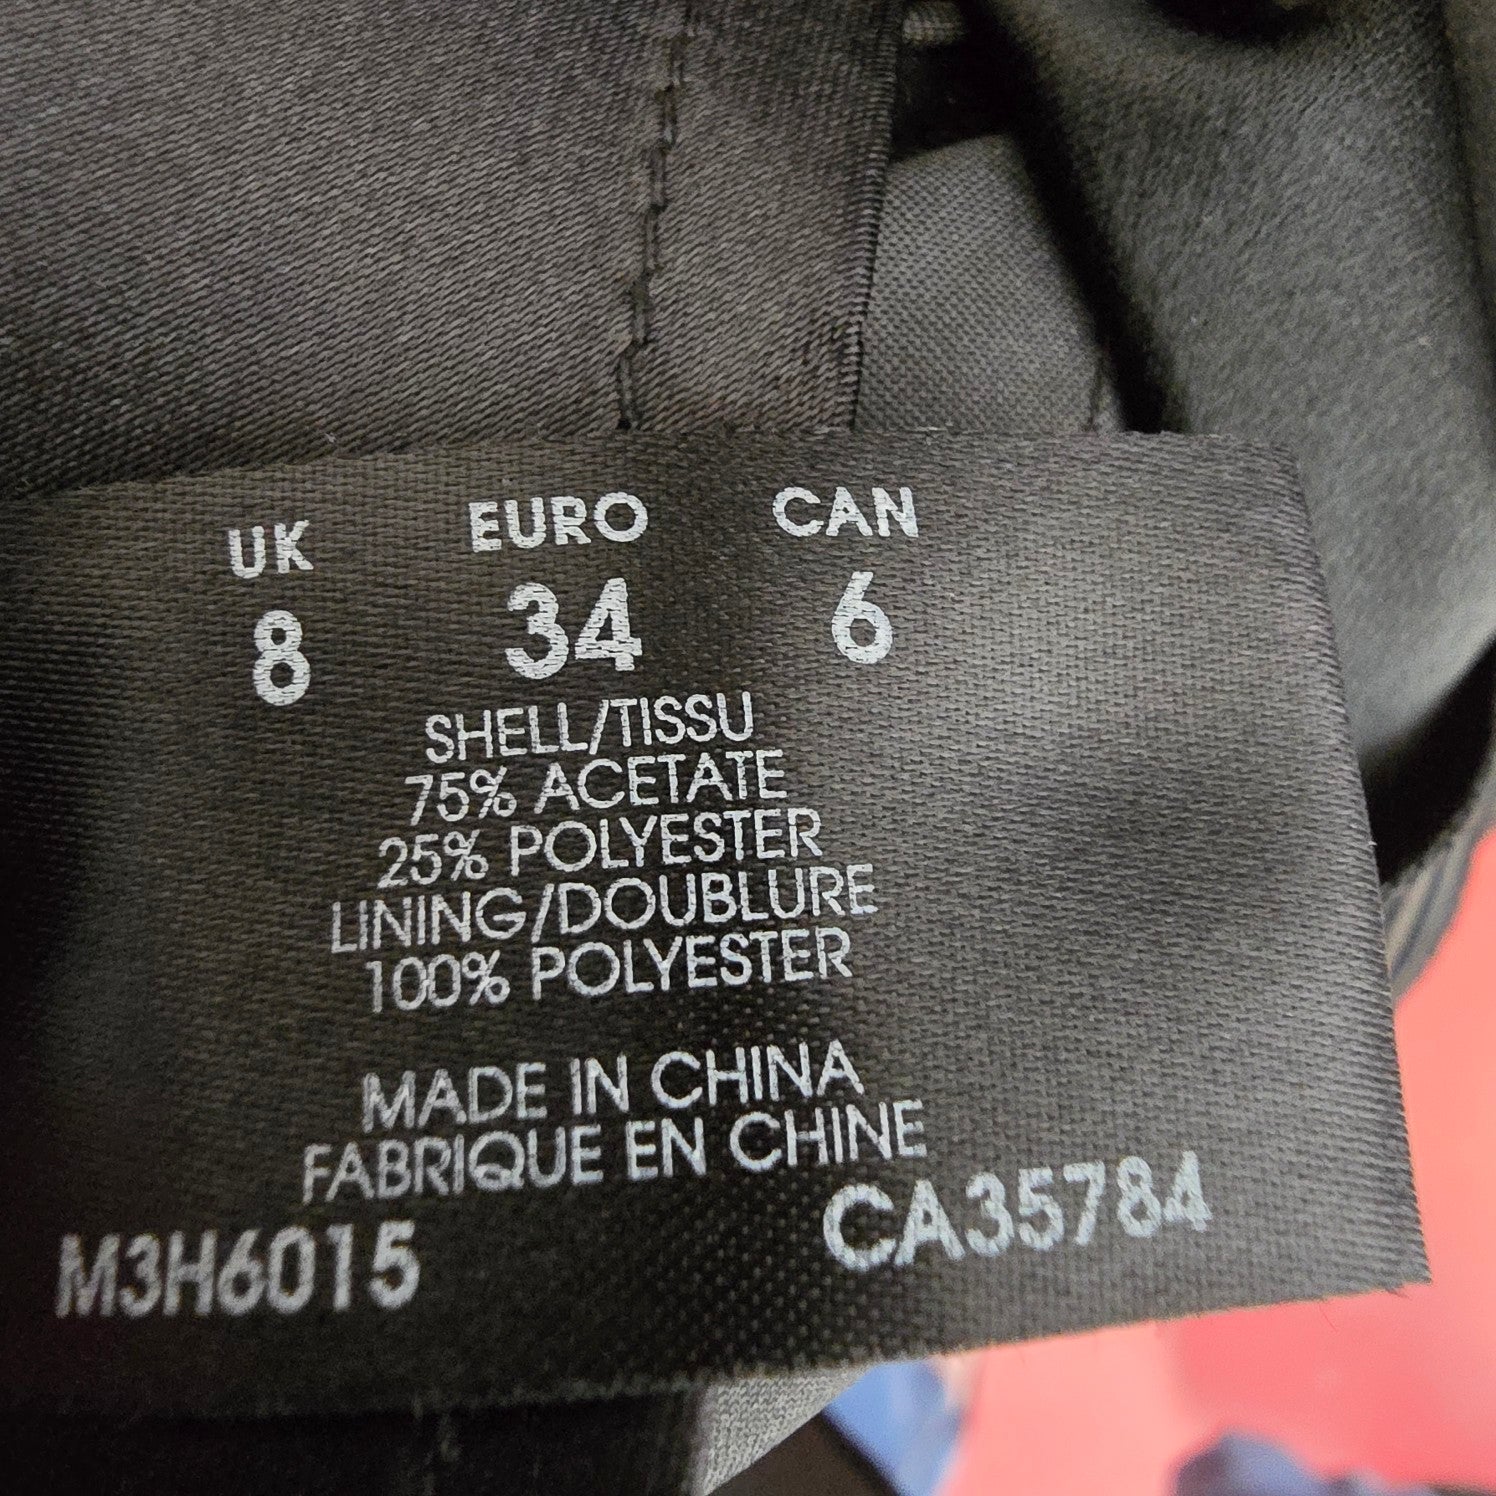 UK EURO CAN
8 34 6
SHELL/TISSU
75% ACETATE
25% POLYESTER
LINING/DOUBLURE
100% POLYESTER
MADE IN CHINA
FABRIQUE EN CHINE
M3H6015 CA35784